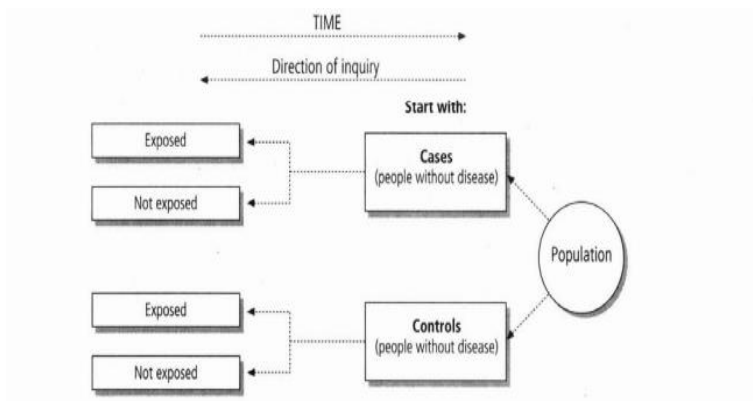 TIME
Direction of inquiry
Start with:
Exposed
Cases
(people without disease)
Not exposed
Population
Exposed
Controls
(people without disease)
Not exposed